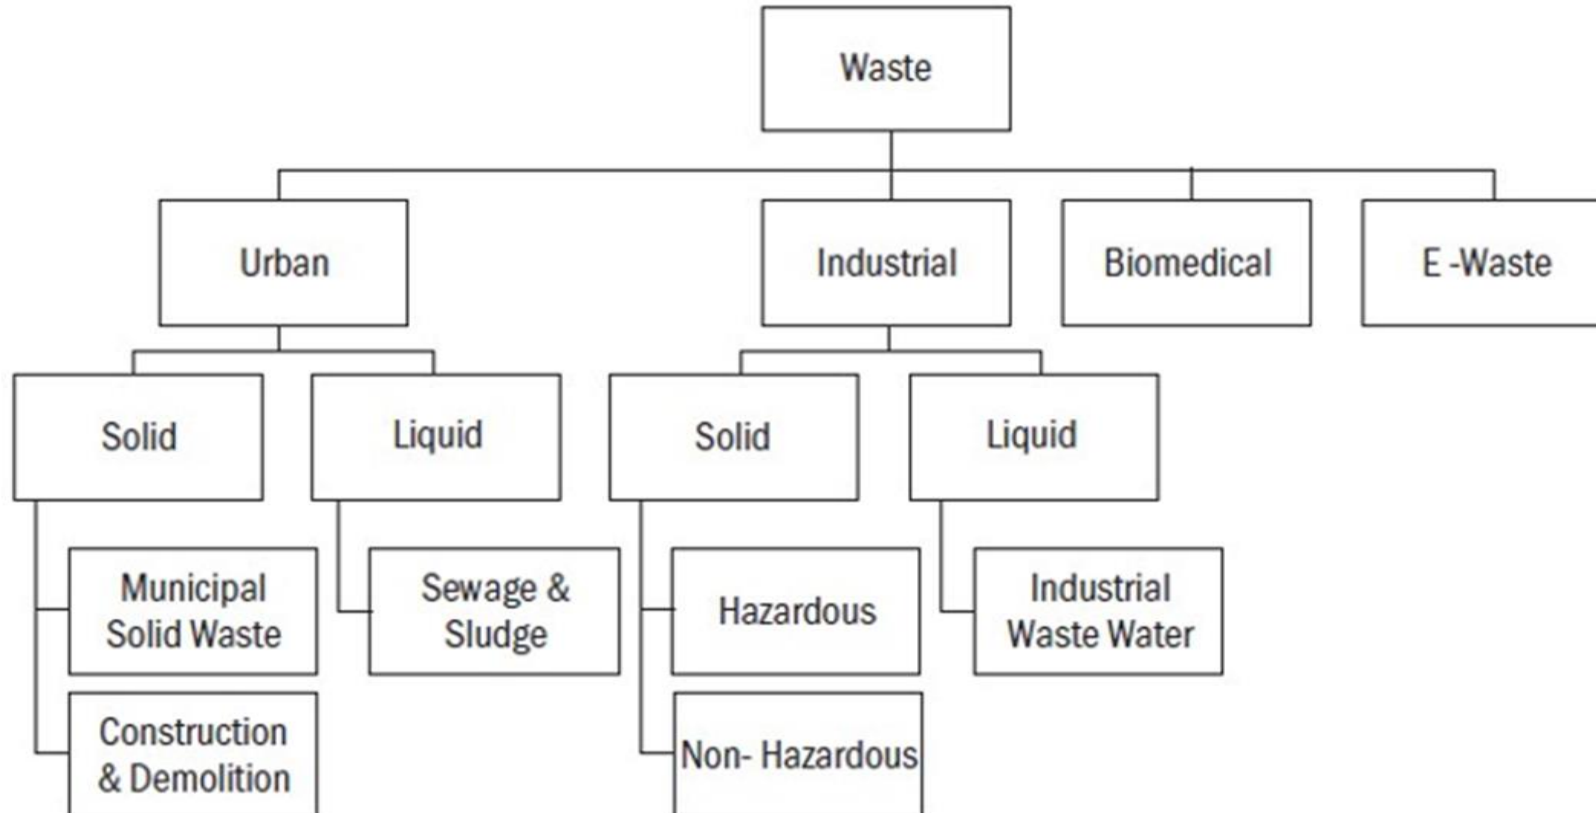 Waste
Urban
Industrial
Biomedical
E -Waste
Solid
Liquid
Solid
Liquid
Municipal
Solid Waste
Sewage &
Sludge
Hazardous
Industrial
Waste Water
Construction
& Demolition
Non- Hazardous